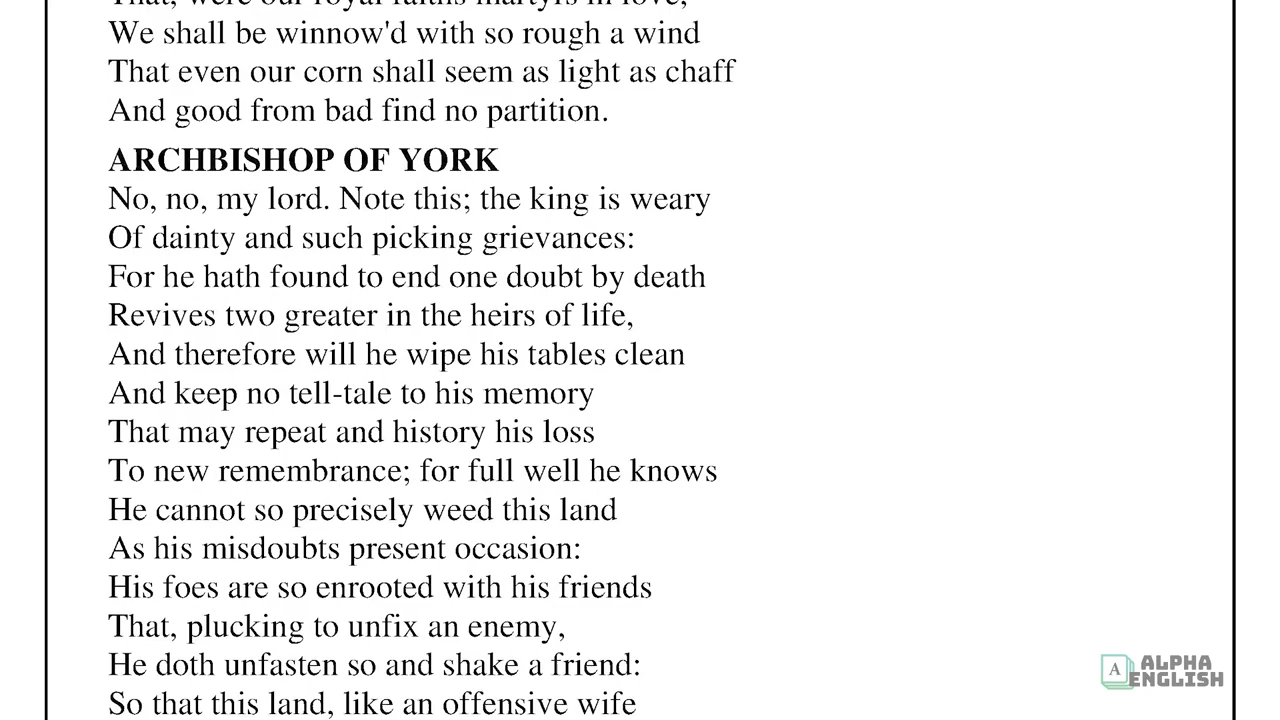 That, were our royal faiths martyrs in love,
We shall be winnow'd with so rough a wind
That even our corn shall seem as light as chaff
And good from bad find no partition.
ARCHBISHOP OF YORK
No, no, my lord. Note this; the king is weary
Of dainty and such picking grievances:
For he hath found to end one doubt by death
Revives two greater in the heirs of life,
And therefore will he wipe his tables clean
And keep no tell-tale to his memory
That may repeat and history his loss
To new remembrance; for full well he knows
He cannot so precisely weed this land
As his misdoubts present occasion:
His foes are so enrooted with his friends
That, plucking to unfix an enemy,
He doth unfasten so and shake a friend:
So that this land, like an offensive wife
A ALPHA
ENGLISH